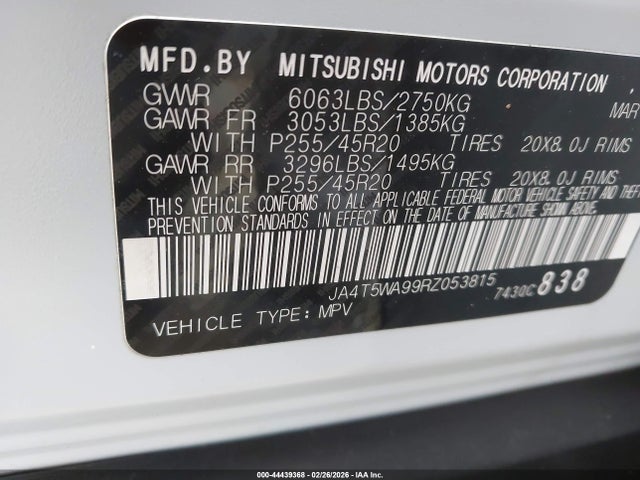 MFD.BY MITSUBISHI MOTORS CORPORATION
GVWR 6063LBS/2750KG MAR
GAWR FR 3053LBS/1385KG
WITH P255/45R20 TIRES 20X8.0J RIMS
GAWR RR 3296LBS/1495KG
WITH P255/45R20 TIRES 20X8.0J RIMS
THIS VEHICLE CONFORMS TO ALL APPLICABLE FEDERAL MOTOR VEHICLE SAFETY AND
PREVENTION STANDARDS IN EFFECT ON THE DATE OF MANUFACTURE SHOWN ABOVE.
JA4T5WA99RZ053815
7430C 838
VEHICLE TYPE: MPV
000-44439368 | 02/26/2026 | IAA Inc.